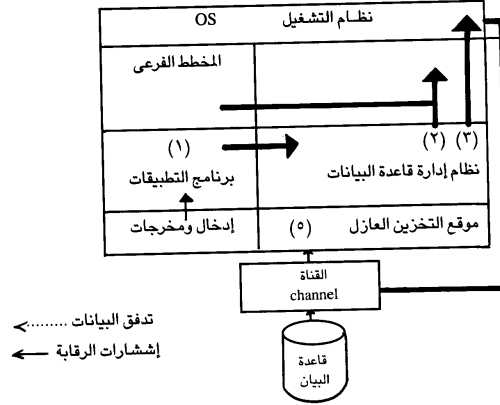 نظام التشغيل OS
المخطط الفرعى
(١)
(٢) (٣)
برنامج التطبيقات
نظام إدارة قاعدة البيانات
إدخال ومخرجات
(٥) موقع التخزين العازل
القناة
channel
قاعدة
البيان
تدفق البيانات .........
إششارات الرقابة